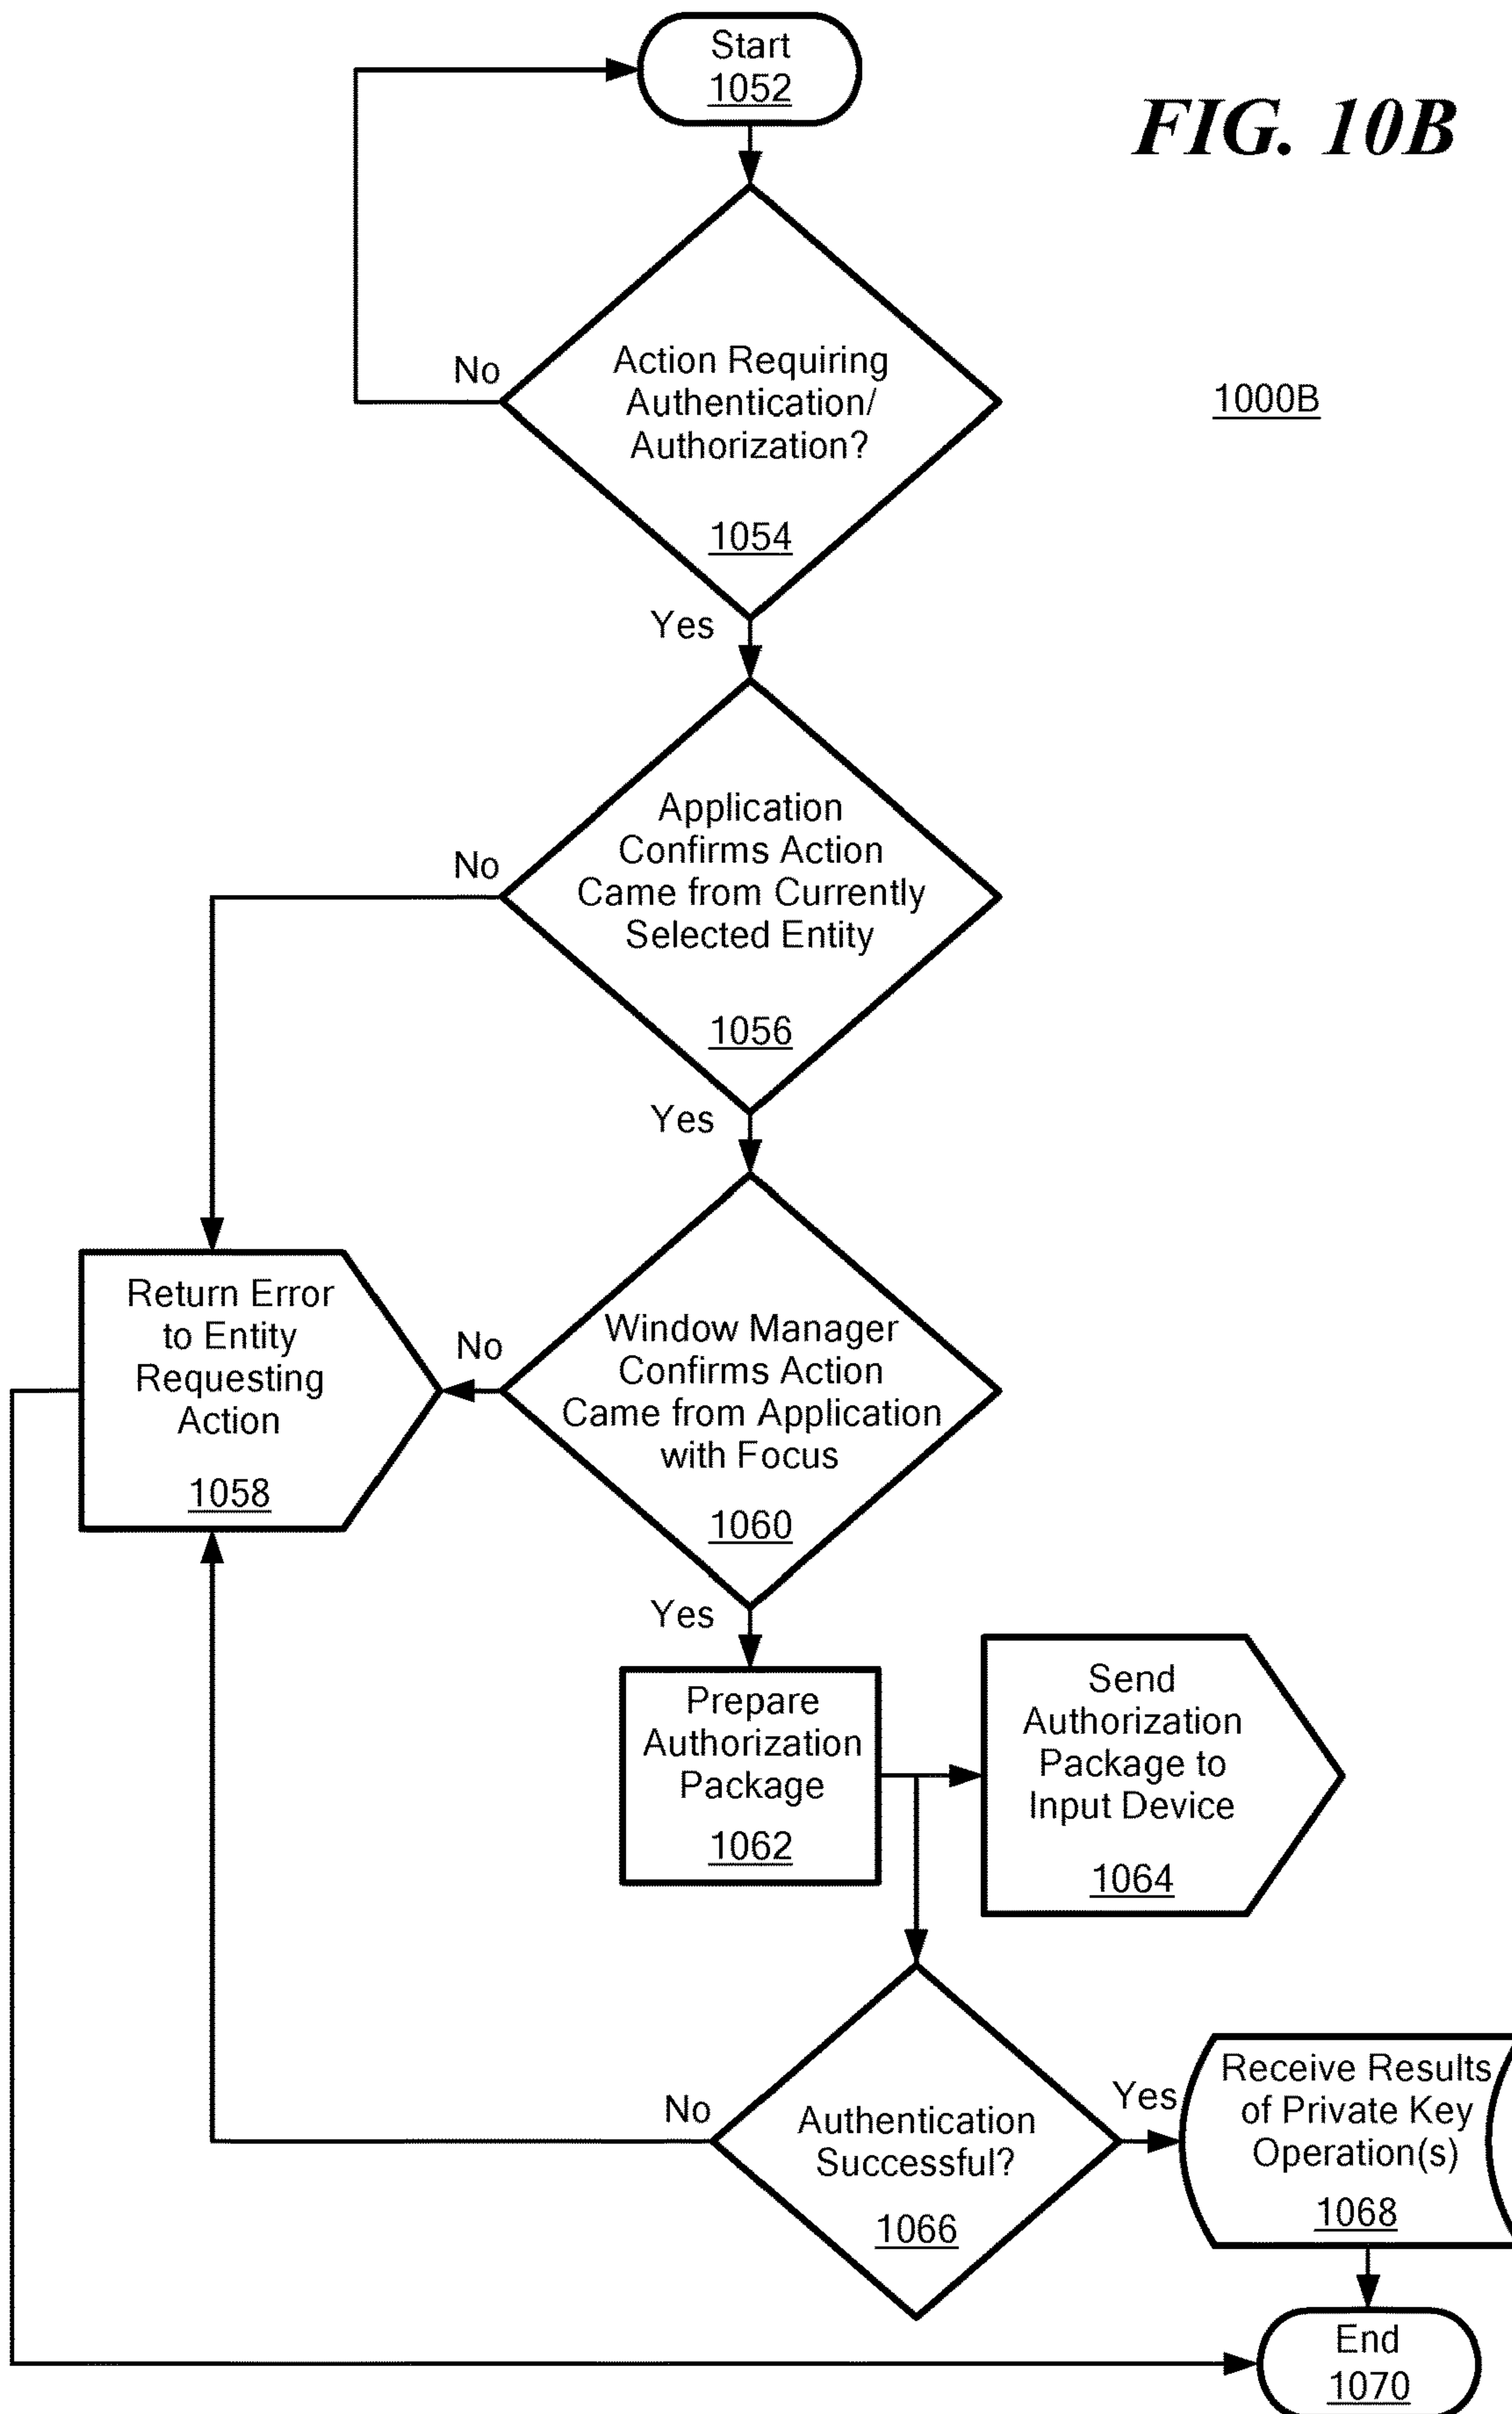 Start
1052
FIG. 10B
No
Action Requiring
Authentication/
Authorization?
1054
1000B
Yes
Application
Confirms Action
Came from Currently
Selected Entity
1056
No
Yes
Return Error
to Entity
Requesting
Action
1058
No
Window Manager
Confirms Action
Came from Application
with Focus
1060
Yes
Prepare
Authorization
Package
1062
Send
Authorization
Package to
Input Device
1064
No
Authentication
Successful?
1066
Yes
Receive Results
of Private Key
Operation(s)
1068
End
1070